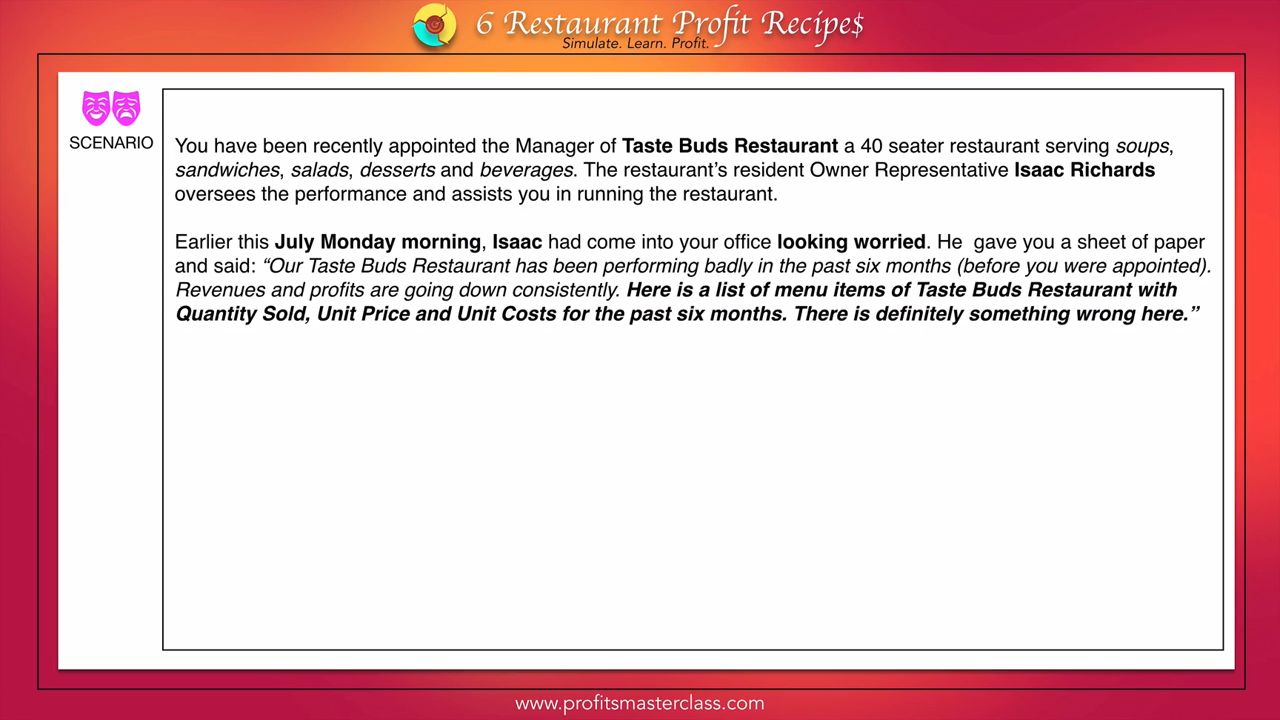 6 Restaurant Profit Recipe$
Simulate. Learn. Profit.
SCENARIO
You have been recently appointed the Manager of Taste Buds Restaurant a 40 seater restaurant serving soups,
sandwiches, salads, desserts and beverages. The restaurant's resident Owner Representative Isaac Richards
oversees the performance and assists you in running the restaurant.
Earlier this July Monday morning, Isaac had come into your office looking worried. He  gave you a sheet of paper
and said: “Our Taste Buds Restaurant has been performing badly in the past six months (before you were appointed).
Revenues and profits are going down consistently. Here is a list of menu items of Taste Buds Restaurant with
Quantity Sold, Unit Price and Unit Costs for the past six months. There is definitely something wrong here.”
www.profitsmasterclass.com